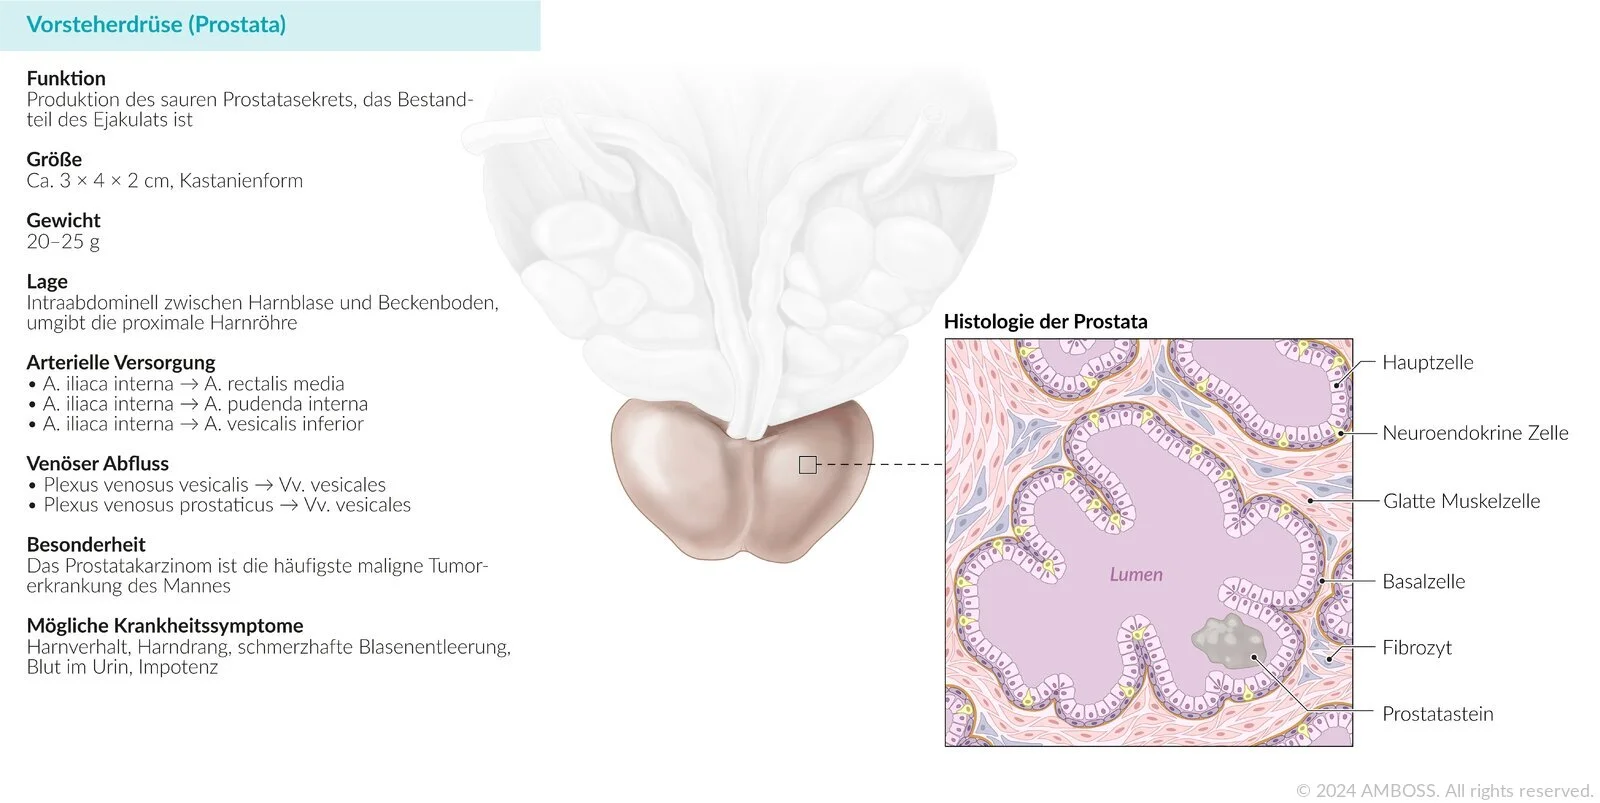 Vorsteherdrüse (Prostata)
Funktion
Produktion des sauren Prostatasekrets, das Bestand-
teil des Ejakulats ist
Größe
Ca. 3 × 4 × 2 cm, Kastanienform
Gewicht
20–25 g
Lage
Intraabdominell zwischen Harnblase und Beckenboden,
umgibt die proximale Harnröhre
Arterielle Versorgung
• A. iliaca interna → A. rectalis media
• A. iliaca interna → A. pudenda interna
• A. iliaca interna → A. vesicalis inferior
Venöser Abfluss
• Plexus venosus vesicalis → Vv. vesicales
• Plexus venosus prostaticus → Vv. vesicales
Besonderheit
Das Prostatakarzinom ist die häufigste maligne Tumor-
erkrankung des Mannes
Mögliche Krankheitssymptome
Harnverhalt, Harndrang, schmerzhafte Blasenentleerung,
Blut im Urin, Impotenz
Histologie der Prostata
Hauptzelle
Neuroendokrine Zelle
Glatte Muskelzelle
Lumen
Basalzelle
Fibrozyt
Prostatastein
© 2024 AMBOSS. All rights reserved.